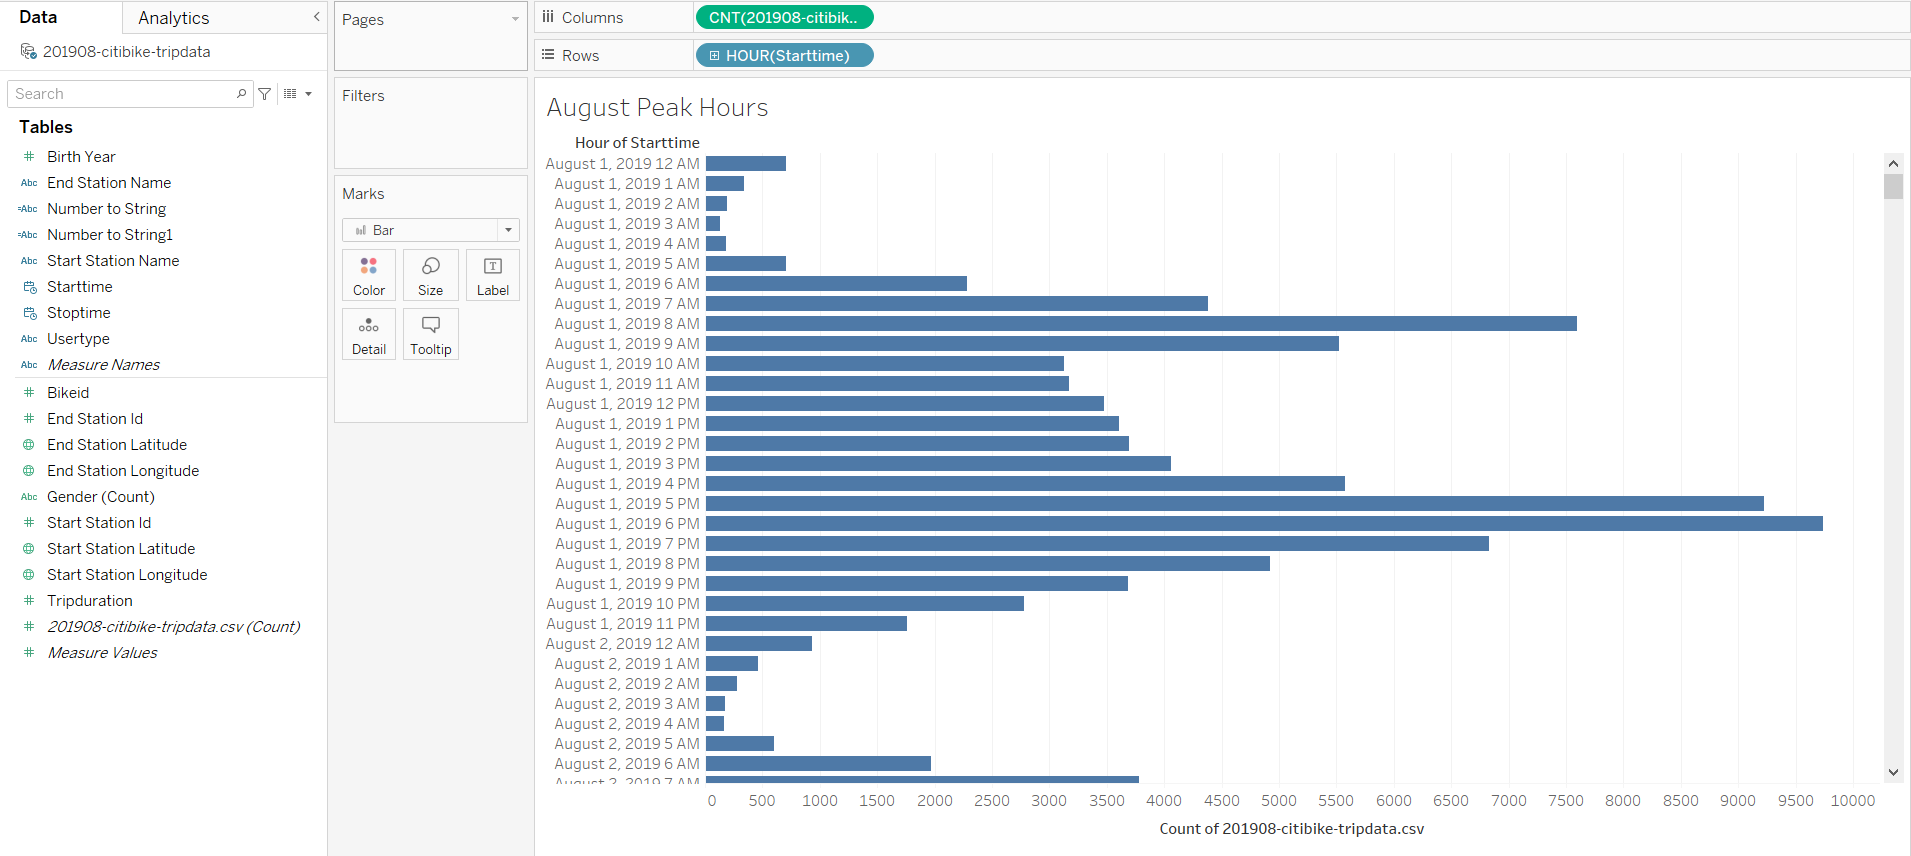 Data
Analytics
201908-citibike-tripdata
Search
Tables
Birth Year
Abc End Station Name
=Abc Number to String
=Abc Number to String1
Abc Start Station Name
Starttime
Stoptime
Abc Usertype
Abc Measure Names
Bikeid
End Station Id
End Station Latitude
End Station Longitude
Abc Gender (Count)
Start Station Id
Start Station Latitude
Start Station Longitude
Tripduration
201908-citibike-tripdata.csv (Count)
Measure Values
Pages
Filters
Marks
Bar
Color
Size
T
Label
Detail
Tooltip
Columns
CNT(201908-citibik..
Rows
HOUR(Starttime)
August Peak Hours
Hour of Starttime
August 1, 2019 12 AM
August 1, 2019 1 AM
August 1, 2019 2 AM
August 1, 2019 3 AM
August 1, 2019 4 AM
August 1, 2019 5 AM
August 1, 2019 6 AM
August 1, 2019 7 AM
August 1, 2019 8 AM
August 1, 2019 9 AM
August 1, 2019 10 AM
August 1, 2019 11 AM
August 1, 2019 12 PM
August 1, 2019 1 PM
August 1, 2019 2 PM
August 1, 2019 3 PM
August 1, 2019 4 PM
August 1, 2019 5 PM
August 1, 2019 6 PM
August 1, 2019 7 PM
August 1, 2019 8 PM
August 1, 2019 9 PM
August 1, 2019 10 PM
August 1, 2019 11 PM
August 2, 2019 12 AM
August 2, 2019 1 AM
August 2, 2019 2 AM
August 2, 2019 3 AM
August 2, 2019 4 AM
August 2, 2019 5 AM
August 2, 2019 6 AM
August 2, 2019 7 AM
0 500 1000 1500 2000 2500 3000 3500 4000 4500 5000 5500 6000 6500 7000 7500 8000 8500 9000 9500 10000
Count of 201908-citibike-tripdata.csv